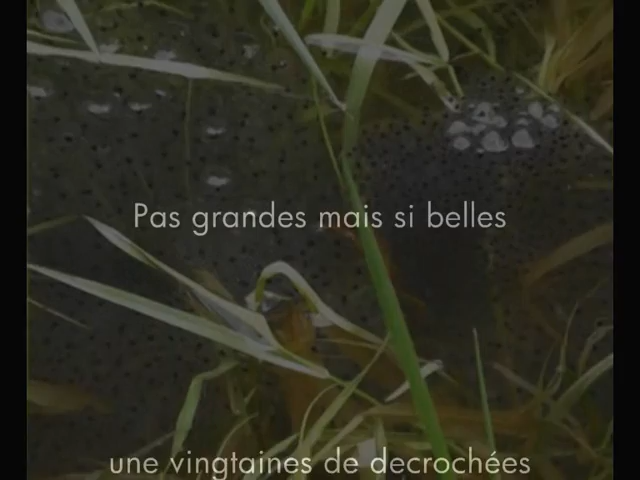 Pas grandes mais si belles
une vingtaines de decrochées